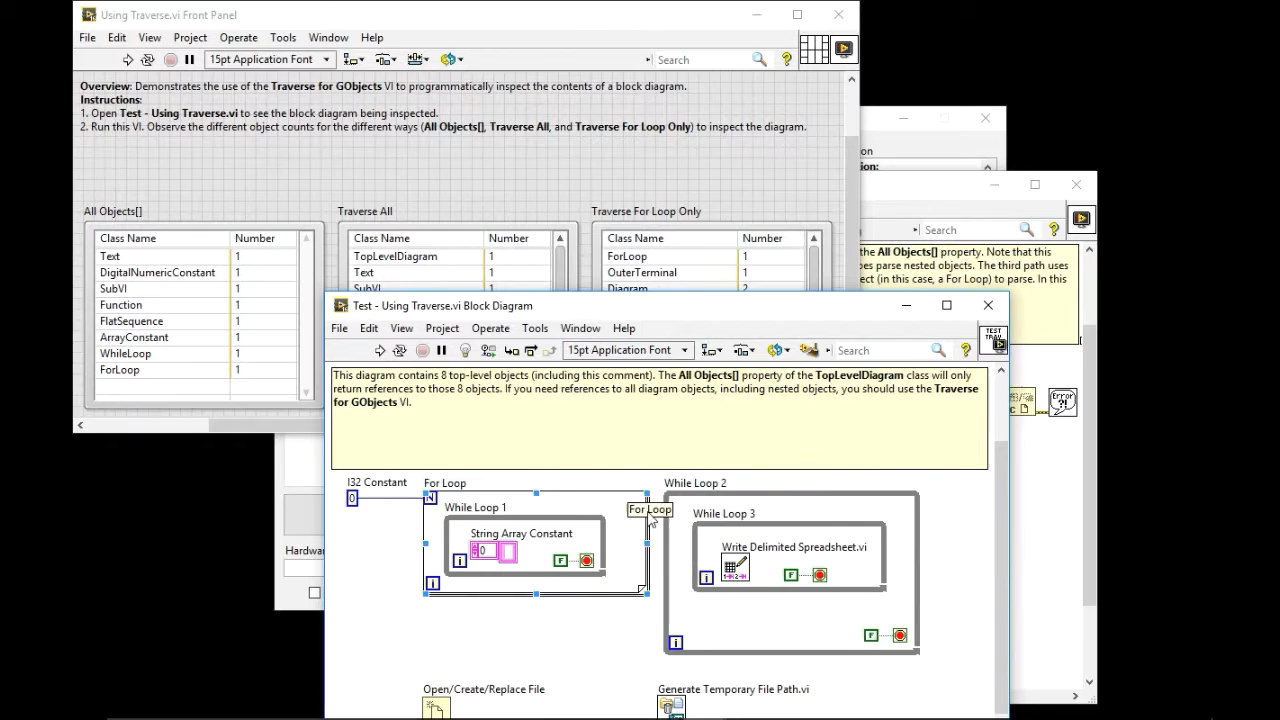 Using Traverse.vi Front Panel
File Edit View Project Operate Tools Window Help
15pt Application Font
Search
Overview: Demonstrates the use of the Traverse for GObjects VI to programmatically inspect the contents of a block diagram.
Instructions:
1. Open Test - Using Traverse.vi to see the block diagram being inspected.
2. Run this VI. Observe the different object counts for the different ways (All Objects[], Traverse All, and Traverse For Loop Only) to inspect the diagram.
All Objects[]
Class Name Number
Text 1
DigitalNumericConstant 1
SubVI 1
Function 1
FlatSequence 1
ArrayConstant 1
WhileLoop 1
ForLoop 1
Traverse All
Class Name Number
TopLevelDiagram 1
Text 1
SubVI 1
Traverse For Loop Only
Class Name Number
ForLoop 1
OuterTerminal 1
Diagram 2
on
ion:
Search
the All Objects[] property. Note that this
es parse nested objects. The third path uses
ect (in this case, a For Loop) to parse. In this
Error
?!
Hardwar
Test - Using Traverse.vi Block Diagram
File Edit View Project Operate Tools Window Help
15pt Application Font
Search
TEST
TRAV
This diagram contains 8 top-level objects (including this comment). The All Objects[] property of the TopLevelDiagram class will only
return references to those 8 objects. If you need references to all diagram objects, including nested objects, you should use the Traverse
for GObjects VI.
I32 Constant
0
For Loop
N
For Loop
While Loop 1
String Array Constant
0
i
F
i
While Loop 2
While Loop 3
Write Delimited Spreadsheet.vi
i
F
i
F
Open/Create/Replace File
Generate Temporary File Path.vi